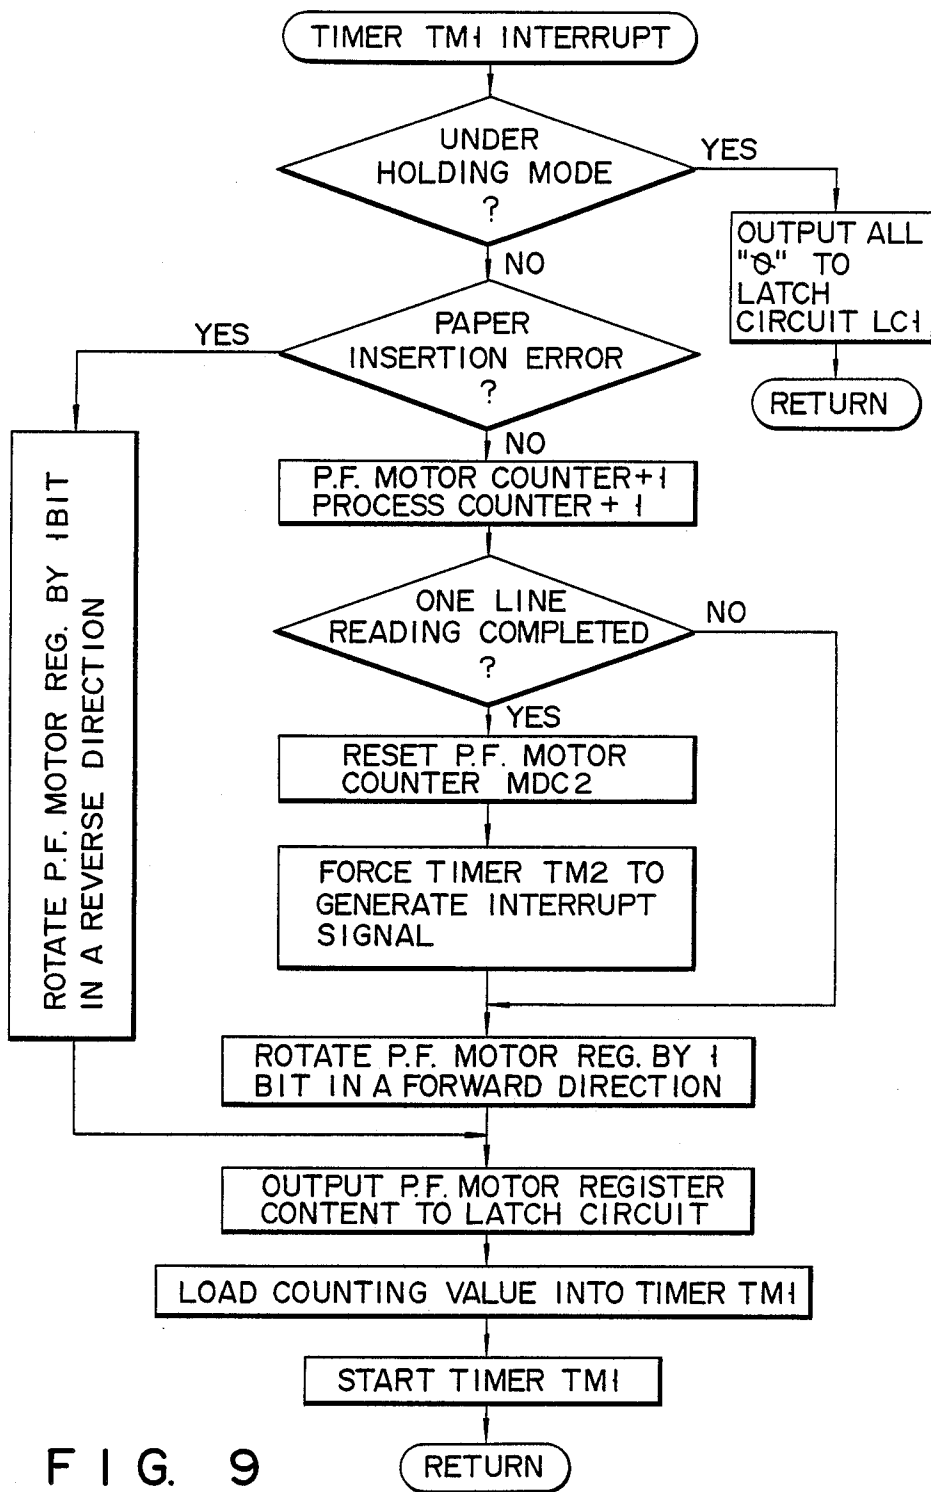 TIMER TM1 INTERRUPT
UNDER
HOLDING MODE
?
YES
OUTPUT ALL
"0" TO
LATCH
CIRCUIT LC1
RETURN
NO
PAPER
INSERTION ERROR
?
YES
ROTATE P.F. MOTOR REG. BY 1BIT
IN A REVERSE DIRECTION
NO
P.F. MOTOR COUNTER+1
PROCESS COUNTER + 1
ONE LINE
READING COMPLETED
?
NO
YES
RESET P.F. MOTOR
COUNTER MDC2
FORCE TIMER TM2 TO
GENERATE INTERRUPT
SIGNAL
ROTATE P.F. MOTOR REG. BY 1
BIT IN A FORWARD DIRECTION
OUTPUT P.F. MOTOR REGISTER
CONTENT TO LATCH CIRCUIT
LOAD COUNTING VALUE INTO TIMER TM1
START TIMER TM1
RETURN
FIG. 9